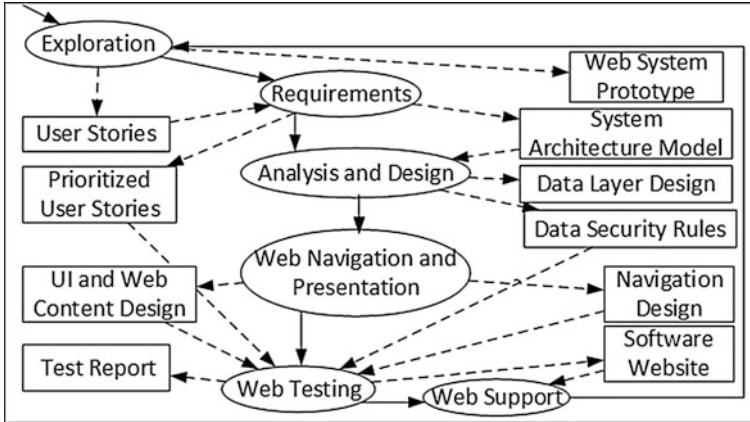 Exploration
Web System
Prototype
Requirements
User Stories
System
Architecture Model
Prioritized
User Stories
Analysis and Design
Data Layer Design
Data Security Rules
Web Navigation and
Presentation
UI and Web
Content Design
Navigation
Design
Software
Website
Test Report
Web Testing
Web Support